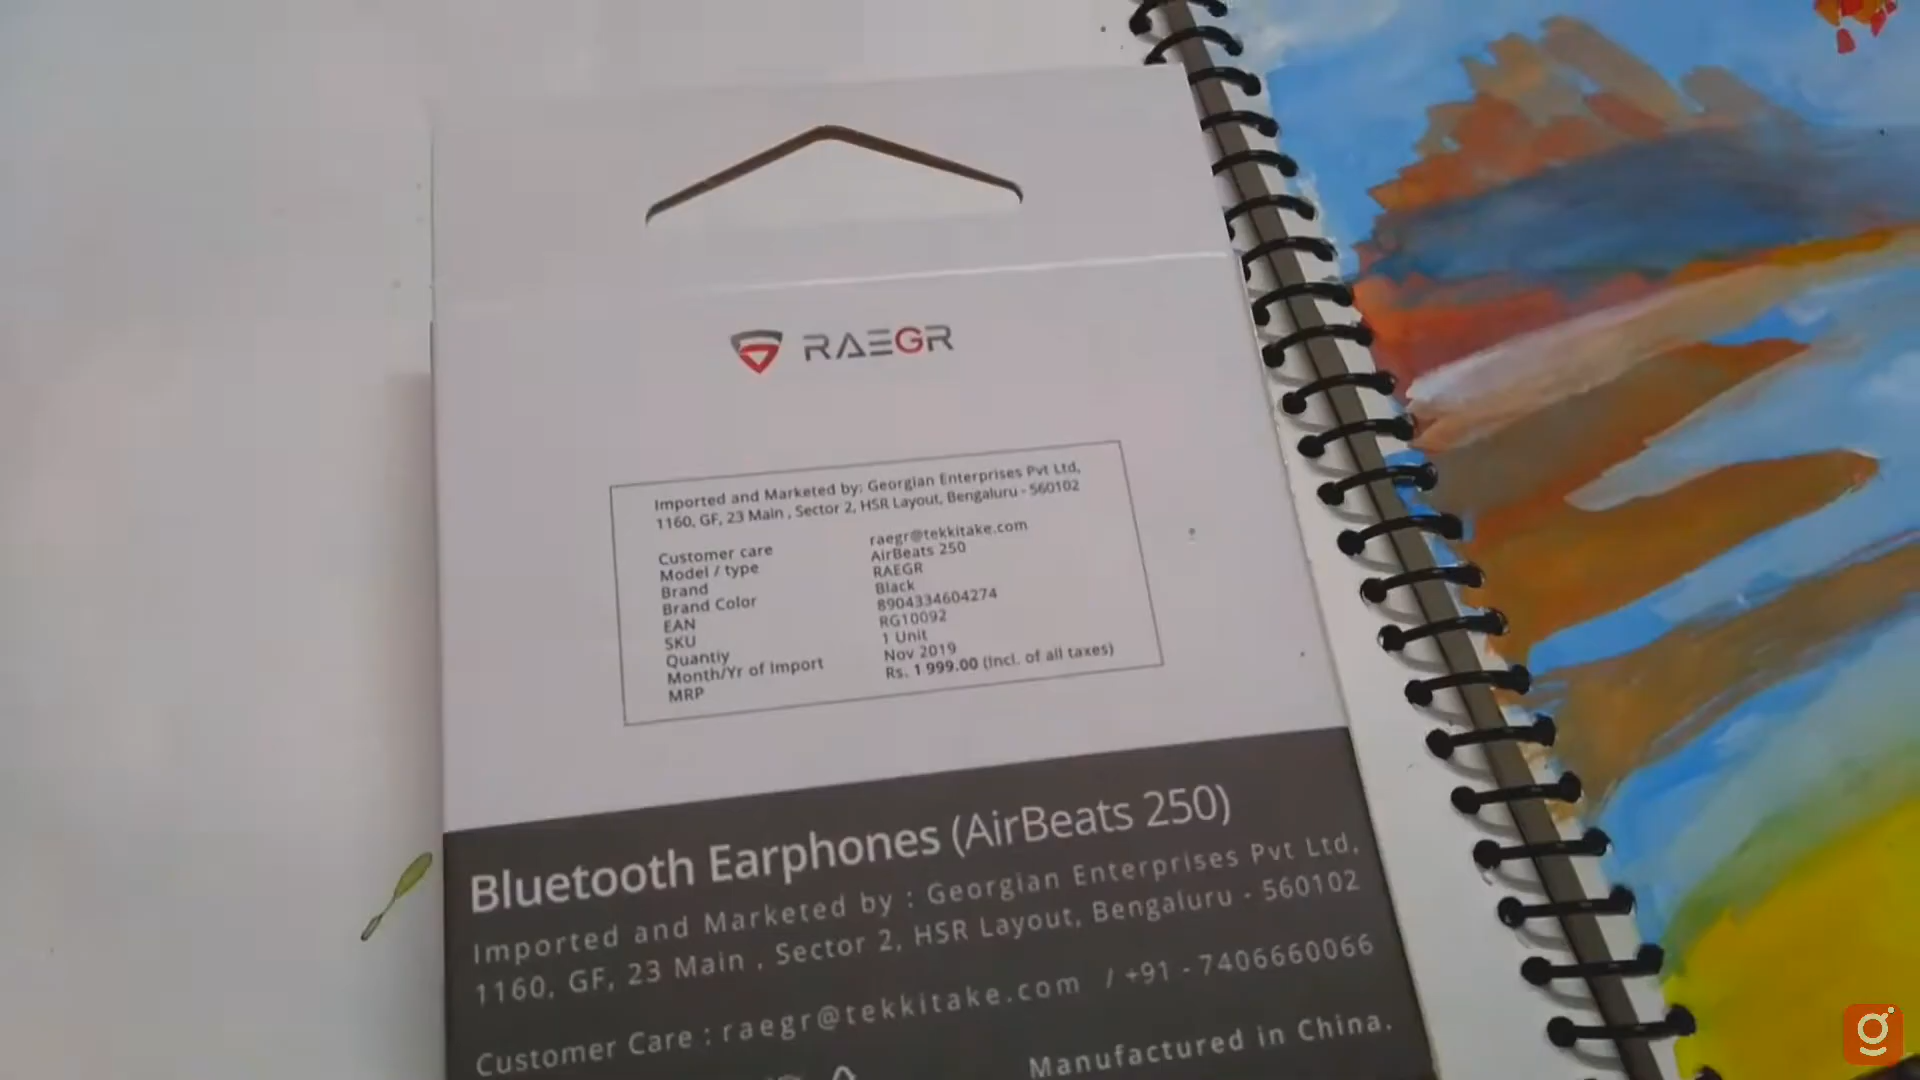 RAEGR
Imported and Marketed by: Georgian Enterprises Pvt Ltd,
1160, GF, 23 Main , Sector 2, HSR Layout, Bengaluru - 560102
Customer care raegr@tekkitake.com
Model / type AirBeats 250
Brand RAEGR
Brand Color Black
EAN 8904334604274
SKU RG10092
Quantiy 1 Unit
Month/Yr of Import Nov 2019
MRP Rs. 1 999.00 (incl. of all taxes)
Bluetooth Earphones (AirBeats 250)
Imported and Marketed by : Georgian Enterprises Pvt Ltd,
1160, GF, 23 Main , Sector 2, HSR Layout, Bengaluru - 560102
Customer Care : raegr@tekkitake.com / +91 - 7406660066
Manufactured in China.
g